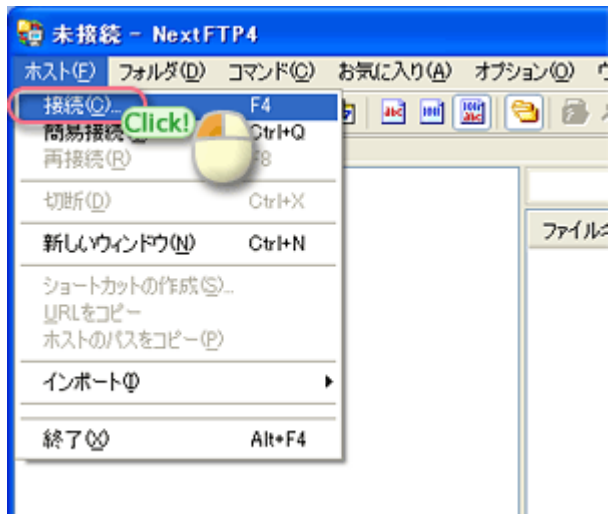 未接続 - NextFTP4
ホスト(F) フォルダ(D) コマンド(C) お気に入り(A) オプション(O)
接続(C)... F4
Click!
簡易接続 Ctrl+Q
再接続(R) F8
切断(D) Ctrl+X
新しいウィンドウ(N) Ctrl+N
ショートカットの作成(S)...
URLをコピー
ホストのパスをコピー(P)
インポート(I)
終了(X) Alt+F4
ファイル